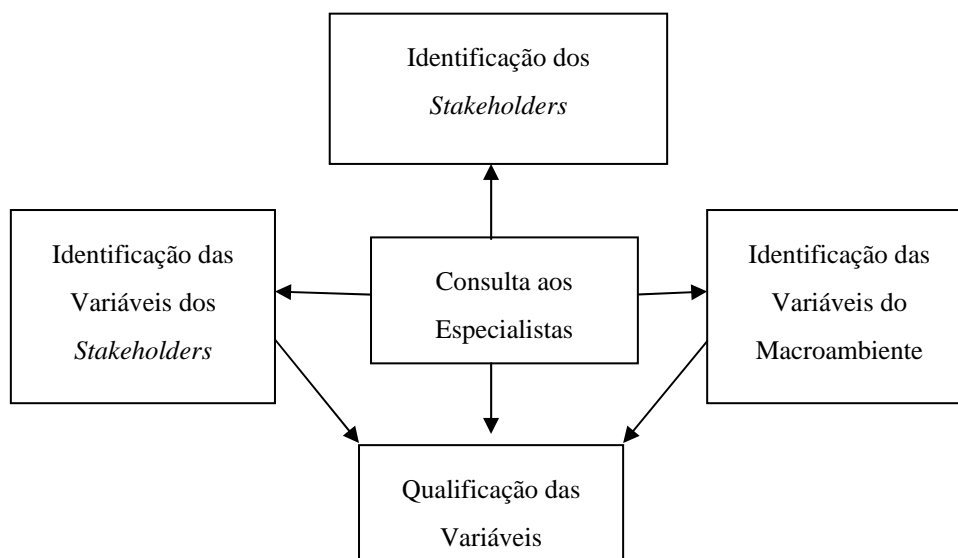 Identificação dos
Stakeholders
Identificação das
Variáveis dos
Stakeholders
Consulta aos
Especialistas
Identificação das
Variáveis do
Macroambiente
Qualificação das
Variáveis